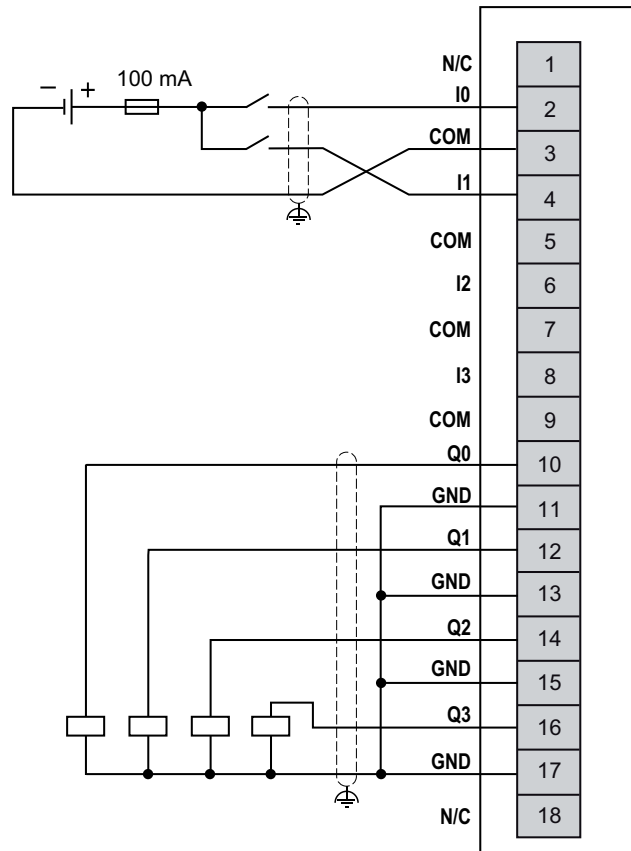 − + 100 mA
N/C 1
I0 2
COM 3
I1 4
COM 5
I2 6
COM 7
I3 8
COM 9
Q0 10
GND 11
Q1 12
GND 13
Q2 14
GND 15
Q3 16
GND 17
N/C 18